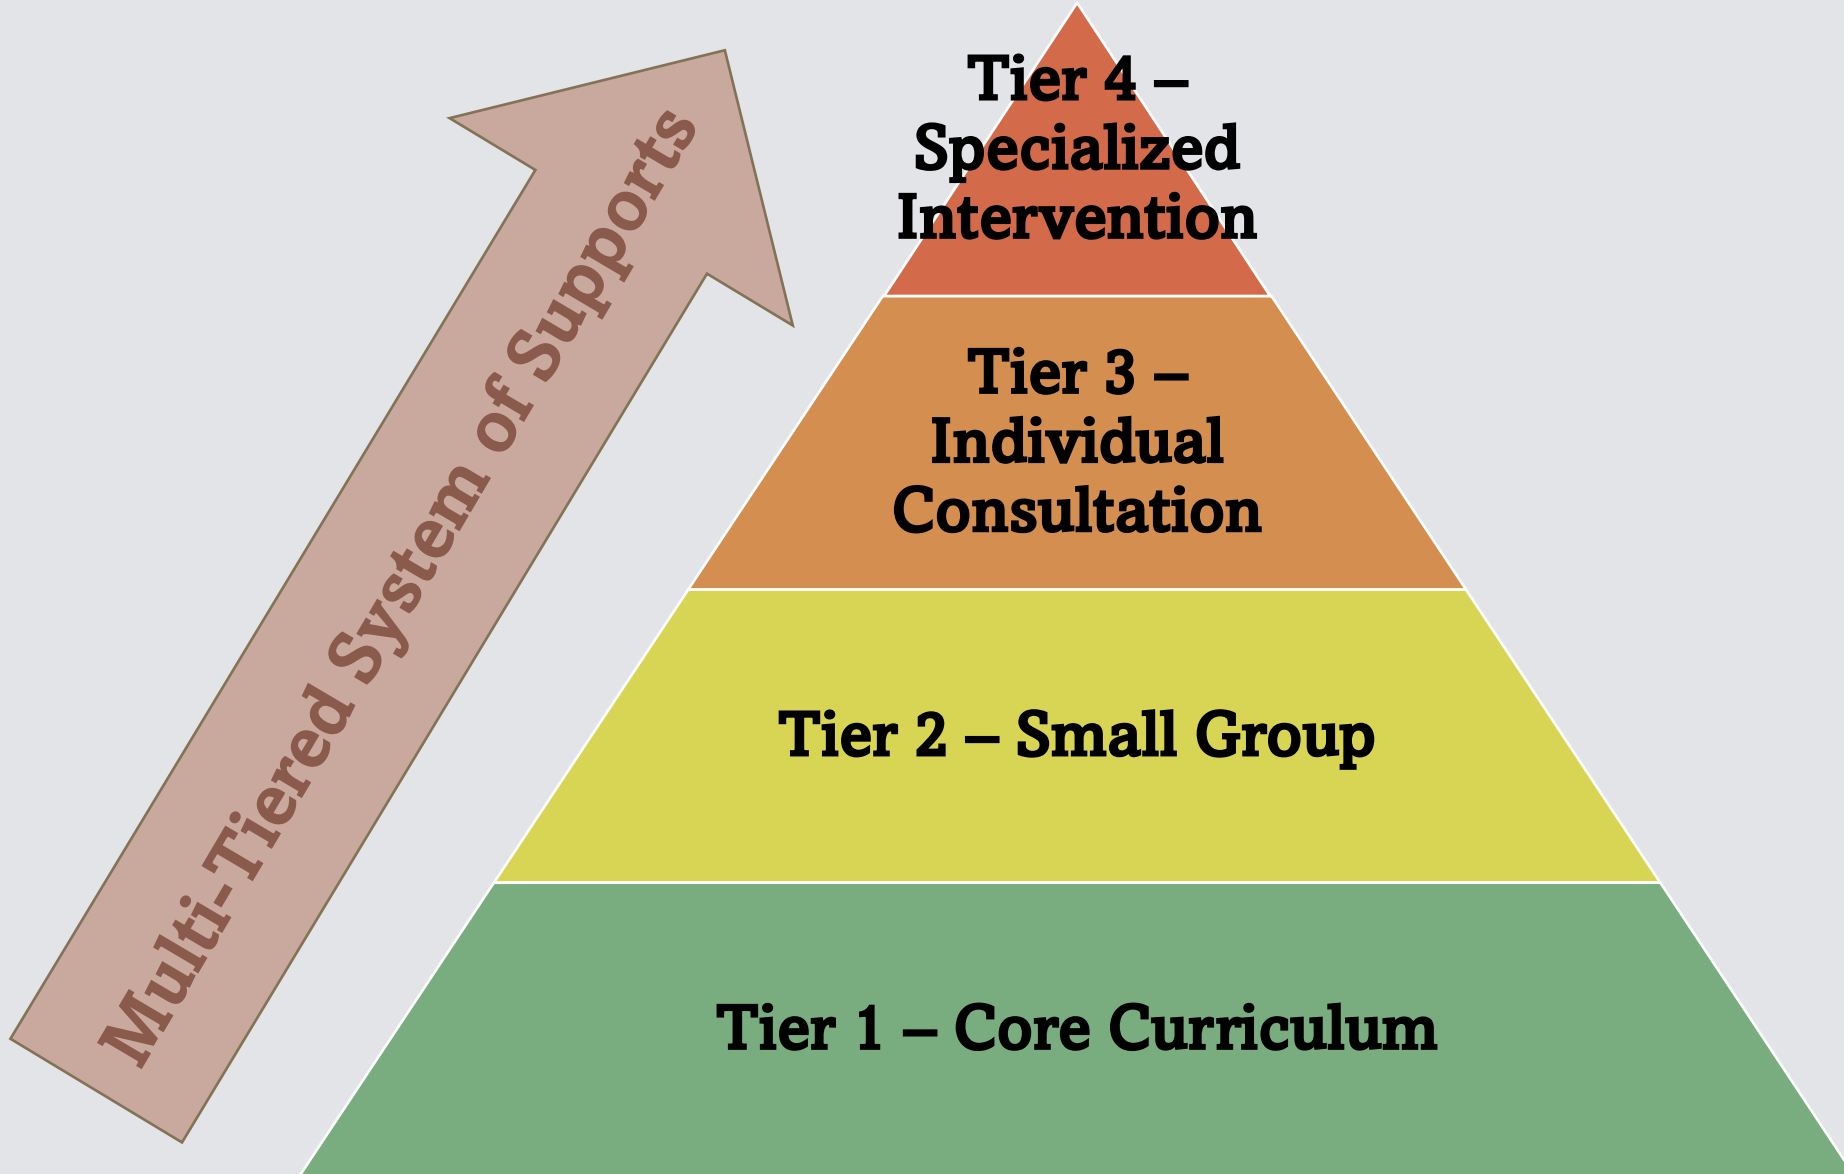 Multi-Tiered System of Supports
Tier 4 –
Specialized
Intervention
Tier 3 –
Individual
Consultation
Tier 2 – Small Group
Tier 1 – Core Curriculum